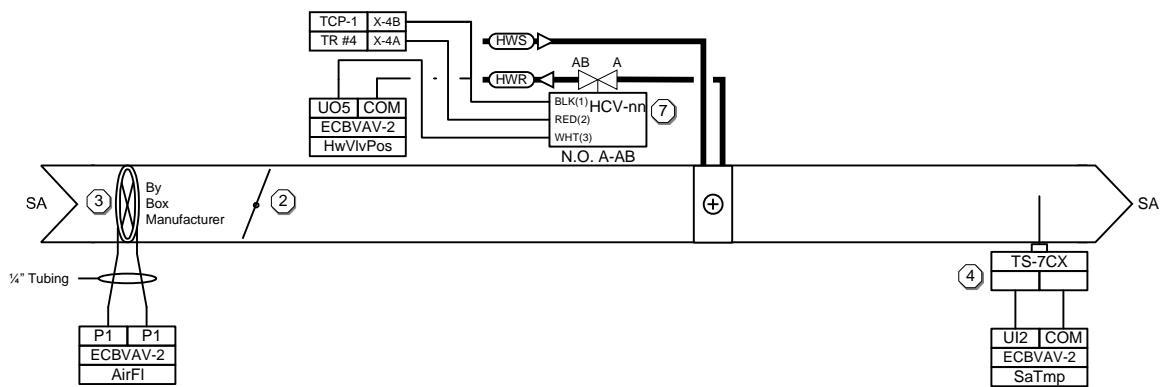 TCP-1 X-4B
TR #4 X-4A
HWS
HWR
AB A
UO5 COM
ECBVAV-2
HwVlvPos
BLK(1)
RED(2)
WHT(3)
HCV-nn
7
N.O. A-AB
SA
3
By
Box
Manufacturer
2
SA
¼" Tubing
P1 P1
ECBVAV-2
AirFl
4
TS-7CX
UI2 COM
ECBVAV-2
SaTmp